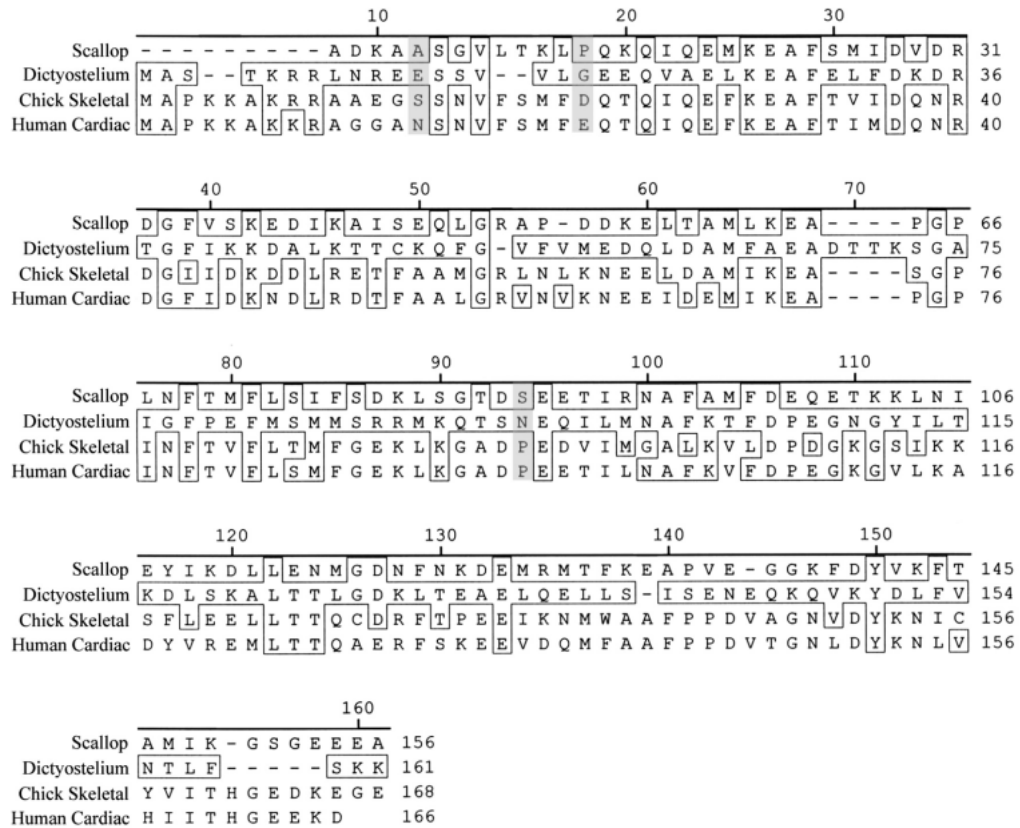 10 20 30
Scallop - - - - - - - - - A D K A A S G V L T K L P Q K Q I Q E M K E A F S M I D V D R 31
Dictyostelium M A S - - T K R R L N R E E S S V - - V L G E E Q V A E L K E A F E L F D K D R 36
Chick Skeletal M A P K K A K R R A A E G S S N V F S M F D Q T Q I Q E F K E A F T V I D Q N R 40
Human Cardiac M A P K K A K K R A G G A N S N V F S M F E Q T Q I Q E F K E A F T I M D Q N R 40
40 50 60 70
Scallop D G F V S K E D I K A I S E Q L G R A P - D D K E L T A M L K E A - - - - P G P 66
Dictyostelium T G F I K K D A L K T T C K Q F G - V F V M E D Q L D A M F A E A D T T K S G A 75
Chick Skeletal D G I I D K D D L R E T F A A M G R L N L K N E E L D A M I K E A - - - - S G P 76
Human Cardiac D G F I D K N D L R D T F A A L G R V N V K N E E I D E M I K E A - - - - P G P 76
80 90 100 110
Scallop L N F T M F L S I F S D K L S G T D S E E T I R N A F A M F D E Q E T K K L N I 106
Dictyostelium I G F P E F M S M M S R R M K Q T S N E Q I L M N A F K T F D P E G N G Y I L T 115
Chick Skeletal I N F T V F L T M F G E K L K G A D P E D V I M G A L K V L D P D G K G S I K K 116
Human Cardiac I N F T V F L S M F G E K L K G A D P E E T I L N A F K V F D P E G K G V L K A 116
120 130 140 150
Scallop E Y I K D L L E N M G D N F N K D E M R M T F K E A P V E - G G K F D Y V K F T 145
Dictyostelium K D L S K A L T T L G D K L T E A E L Q E L L S - I S E N E Q K Q V K Y D L F V 154
Chick Skeletal S F L E E L L T T Q C D R F T P E E I K N M W A A F P P D V A G N V D Y K N I C 156
Human Cardiac D Y V R E M L T T Q A E R F S K E E V D Q M F A A F P P D V T G N L D Y K N L V 156
160
Scallop A M I K - G S G E E E A 156
Dictyostelium N T L F - - - - - S K K 161
Chick Skeletal Y V I T H G E D K E G E 168
Human Cardiac H I I T H G E E K D 166